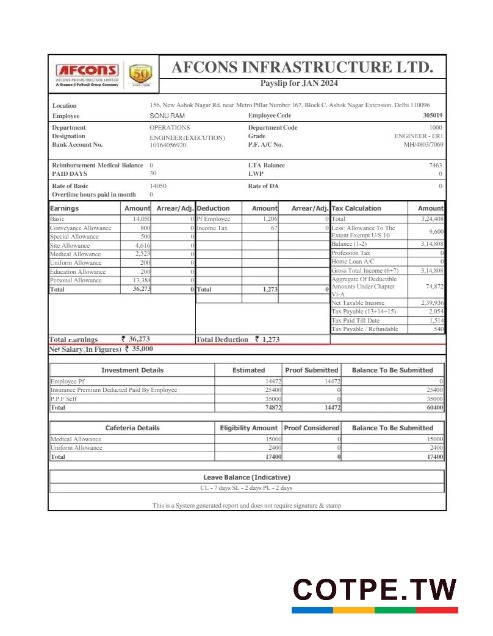 AFCONS
AFCONS INFRASTRUCTURE LIMITED
A Shapoorji Pallonji Group Company
50
AFCONS INFRASTRUCTURE LTD.
Payslip for JAN 2024
Location 156, New Ashok Nagar Rd, near Metro Pillar Number 167, Block C, Ashok Nagar Extension, Delhi 110096
Employee SONU RAM Employee Code 305019
Department OPERATIONS Department Code 1000
Designation ENGINEER (EXECUTION) Grade ENGINEER - ER1
Bank Account No. 10164056920 P.F. A/C No. MH/4803/7069
Reimbursement Medical Balance 0 LTA Balance 7463
PAID DAYS 30 LWP 0
Rate of Basic 14050 Rate of DA 0
Overtime hours paid in month 0
Earnings Amount Arrear/Adj. Deduction Amount Arrear/Adj. Tax Calculation Amount
Basic 14,050 0 Pf Employee 1,206 0 Total 3,24,408
Conveyance Allowance 800 0 Income Tax 67 0 Less: Allowance To The Extent Exempt U/S 10 9,600
Special Allowance 500 0
Site Allowance 4,616 0 Balance (1-2) 3,14,808
Medical Allowance 2,523 0 Profession Tax 0
Uniform Allowance 200 0 Home Loan A/C 0
Education Allowance 200 0 Gross Total Income (6+7) 3,14,808
Personal Allowance 13,384 0 Aggregate Of Deductible Amounts Under Chapter Vi-A 74,872
Total 36,273 0 Total 1,273 0
Net Taxable Income 2,39,936
Tax Payable (13+14+15) 2,054
Tax Paid Till Date 1,514
Tax Payable / Refundable 540
Total earnings ₹ 36,273 Total Deduction ₹ 1,273
Net Salary(In Figures) ₹ 35,000
Investment Details Estimated Proof Submitted Balance To Be Submitted
Employee Pf 14472 14472 0
Insurance Premium Deducted Paid By Employee 25400 25400
P.P.F Self 35000 35000
Total 74872 14472 60400
Cafeteria Details Eligibility Amount Proof Considered Balance To Be Submitted
Medical Allowance 15000 0 15000
Uniform Allowance 2400 0 2400
Total 17400 0 17400
Leave Balance (Indicative)
CL - 7 days SL - 2 days PL - 2 days
This is a System generated report and does not require signature & stamp
COTPE.TW